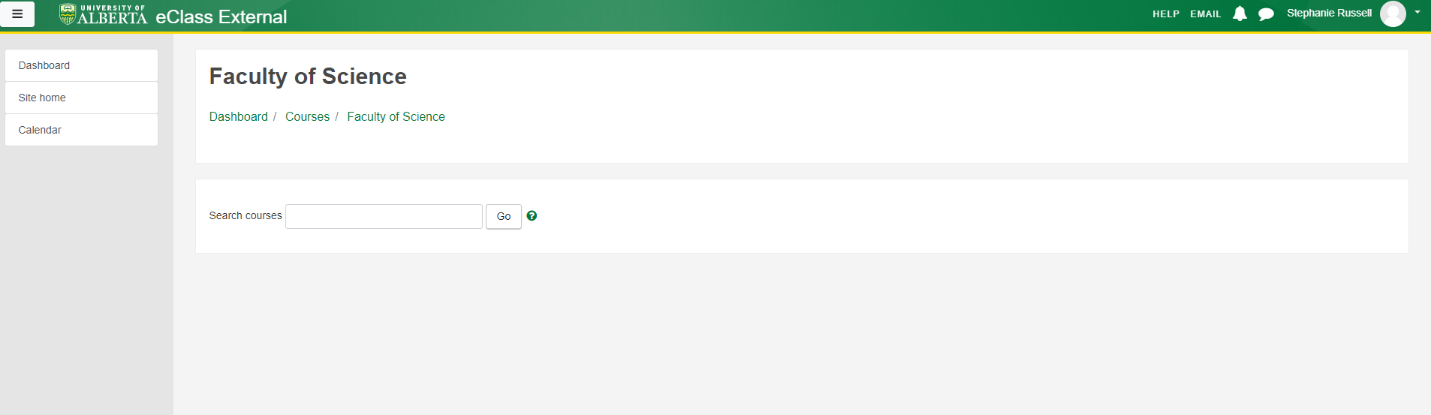 UNIVERSITY OF
ALBERTA eClass External
HELP EMAIL Stephanie Russell
Dashboard
Site home
Calendar
Faculty of Science
Dashboard / Courses / Faculty of Science
Search courses Go ?